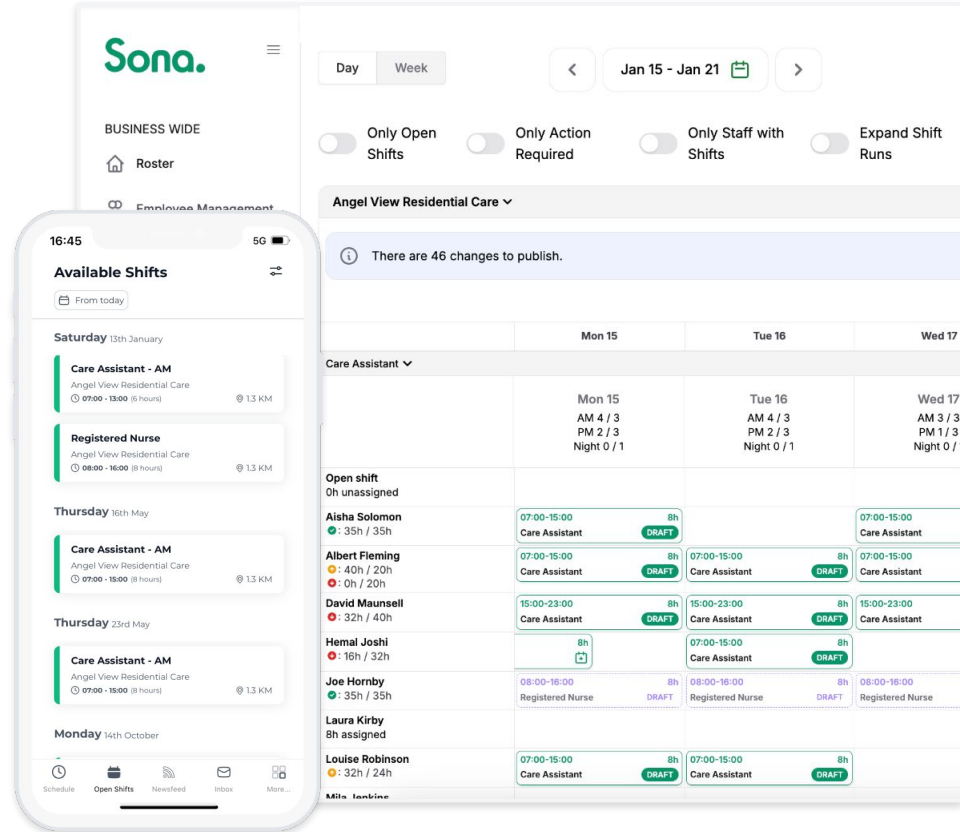 Sona.
BUSINESS WIDE
Roster
Employee Management
Day Week
Jan 15 - Jan 21
Only Open Shifts
Only Action Required
Only Staff with Shifts
Expand Shift Runs
Angel View Residential Care
There are 46 changes to publish.
Mon 15 Tue 16 Wed 17
Care Assistant
Mon 15 Tue 16 Wed 17
AM 4 / 3 AM 4 / 3 AM 3 / 3
PM 2 / 3 PM 2 / 3 PM 1 / 3
Night 0 / 1 Night 0 / 1 Night 0 /
Open shift
0h unassigned
Aisha Solomon
: 35h / 35h
07:00-15:00 8h 07:00-15:00
Care Assistant DRAFT Care Assistant
Albert Fleming
: 40h / 20h
: 0h / 20h
07:00-15:00 8h 07:00-15:00 8h 07:00-15:00
Care Assistant DRAFT Care Assistant DRAFT Care Assistant
David Maunsell
: 32h / 40h
15:00-23:00 8h 15:00-23:00 8h 15:00-23:00
Care Assistant DRAFT Care Assistant DRAFT Care Assistant
Hemal Joshi
: 16h / 32h
8h 07:00-15:00 8h
Care Assistant DRAFT
Joe Hornby
: 35h / 35h
08:00-16:00 8h 08:00-16:00 8h 08:00-16:00
Registered Nurse DRAFT Registered Nurse DRAFT Registered Nurse
Laura Kirby
8h assigned
Louise Robinson
: 32h / 24h
07:00-15:00 8h 07:00-15:00 8h
Care Assistant DRAFT Care Assistant DRAFT
Mila Jenkins
16:45 5G
Available Shifts
From today
Saturday 13th January
Care Assistant - AM
Angel View Residential Care
07:00 - 13:00 (6 hours) 1.3 KM
Registered Nurse
Angel View Residential Care
08:00 - 16:00 (8 hours) 1.3 KM
Thursday 16th May
Care Assistant - AM
Angel View Residential Care
07:00 - 15:00 (8 hours) 1.3 KM
Thursday 23rd May
Care Assistant - AM
Angel View Residential Care
07:00 - 15:00 (8 hours) 1.3 KM
Monday 14th October
Schedule Open Shifts Newsfeed Inbox More...